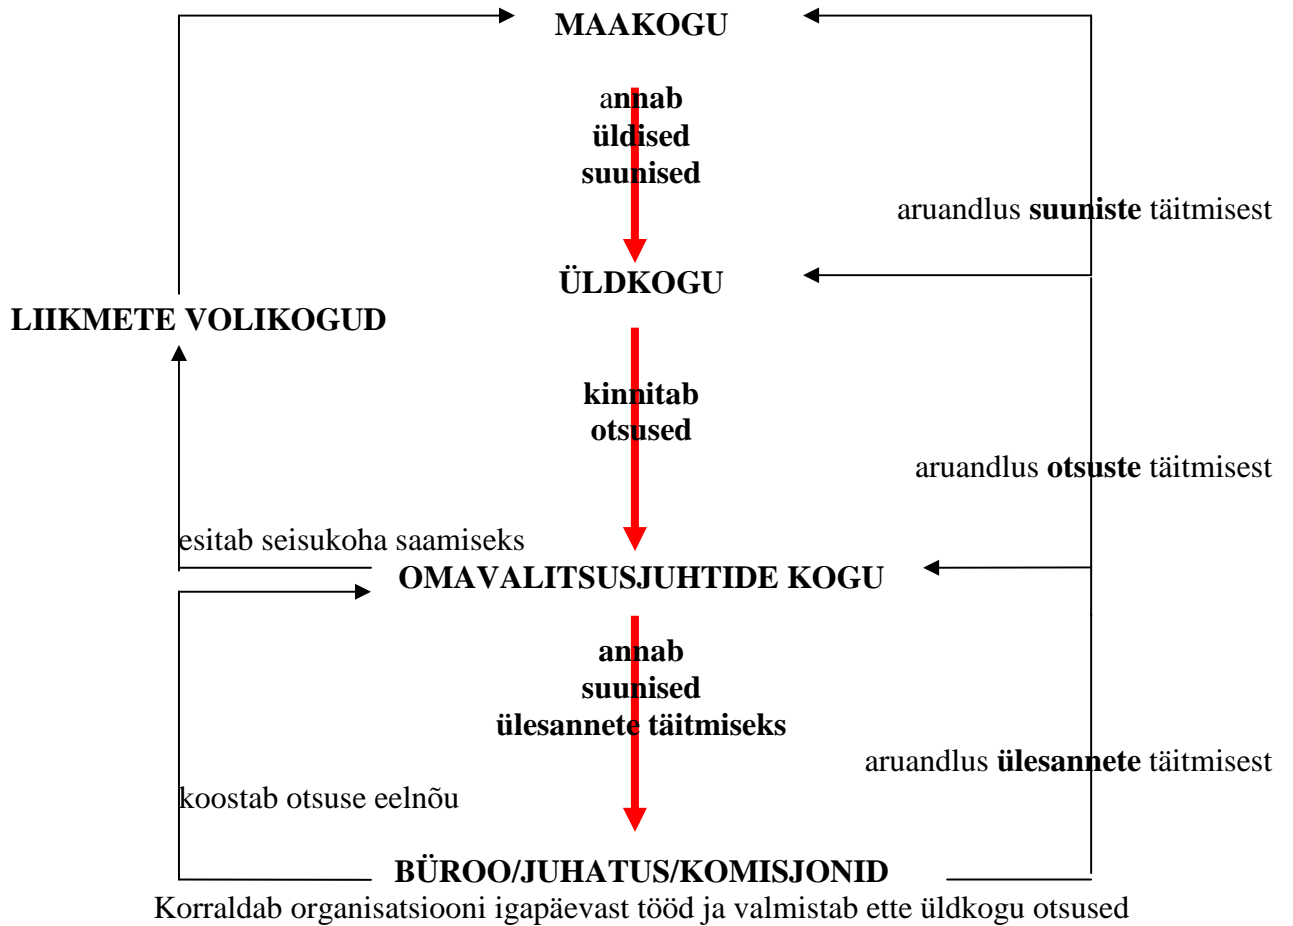 MAAKOGU
annab
üldised
suunised
aruandlus suuniste täitmisest
ÜLDKOGU
LIIKMETE VOLIKOGUD
kinnitab
otsused
aruandlus otsuste täitmisest
esitab seisukoha saamiseks
OMAVALITSUSJUHTIDE KOGU
annab
suunised
ülesannete täitmiseks
aruandlus ülesannete täitmisest
koostab otsuse eelnõu
BÜROO/JUHATUS/KOMISJONID
Korraldab organisatsiooni igapäevast tööd ja valmistab ette üldkogu otsused